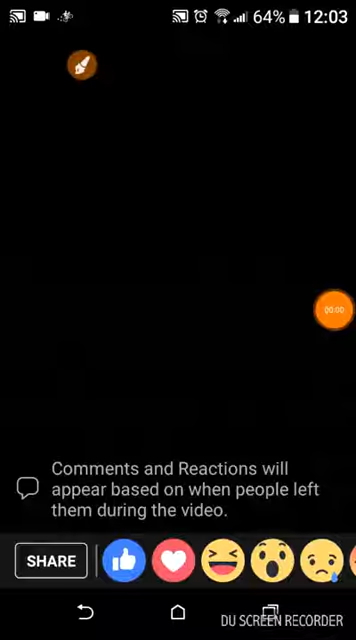 64% 12:03
00:00
Comments and Reactions will
appear based on when people left
them during the video.
SHARE
DU SCREEN RECORDER